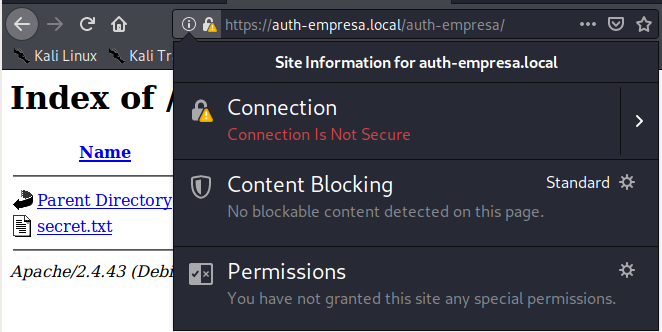 https://auth-empresa.local/auth-empresa/
Kali Linux Kali Tr
Site Information for auth-empresa.local
Index of /
Connection
Connection Is Not Secure
Name
Content Blocking Standard
No blockable content detected on this page.
Parent Directory
secret.txt
Permissions
You have not granted this site any special permissions.
Apache/2.4.43 (Debi